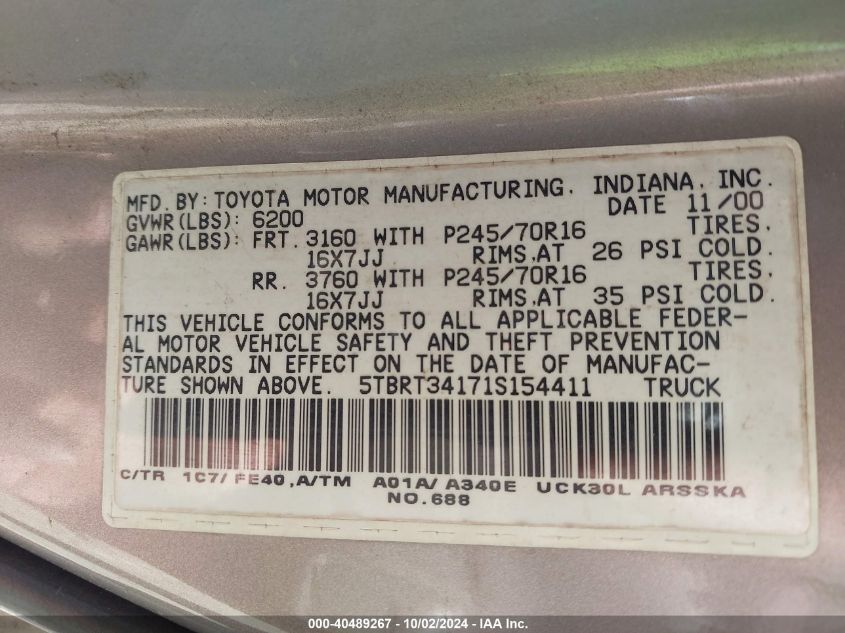 MFD. BY: TOYOTA MOTOR MANUFACTURING, INDIANA, INC.
GVWR(LBS): 6200 DATE 11/00
GAWR(LBS): FRT. 3160 WITH P245/70R16 TIRES,
16X7JJ RIMS,AT 26 PSI COLD.
RR. 3760 WITH P245/70R16 TIRES,
16X7JJ RIMS,AT 35 PSI COLD.
THIS VEHICLE CONFORMS TO ALL APPLICABLE FEDER-
AL MOTOR VEHICLE SAFETY AND THEFT PREVENTION
STANDARDS IN EFFECT ON THE DATE OF MANUFAC-
TURE SHOWN ABOVE. 5TBRT34171S154411 TRUCK
C/TR 1C7/ FE40,A/TM A01A/ A340E UCK30L ARSSKA
NO.688
000-40489267 - 10/02/2024 - IAA Inc.